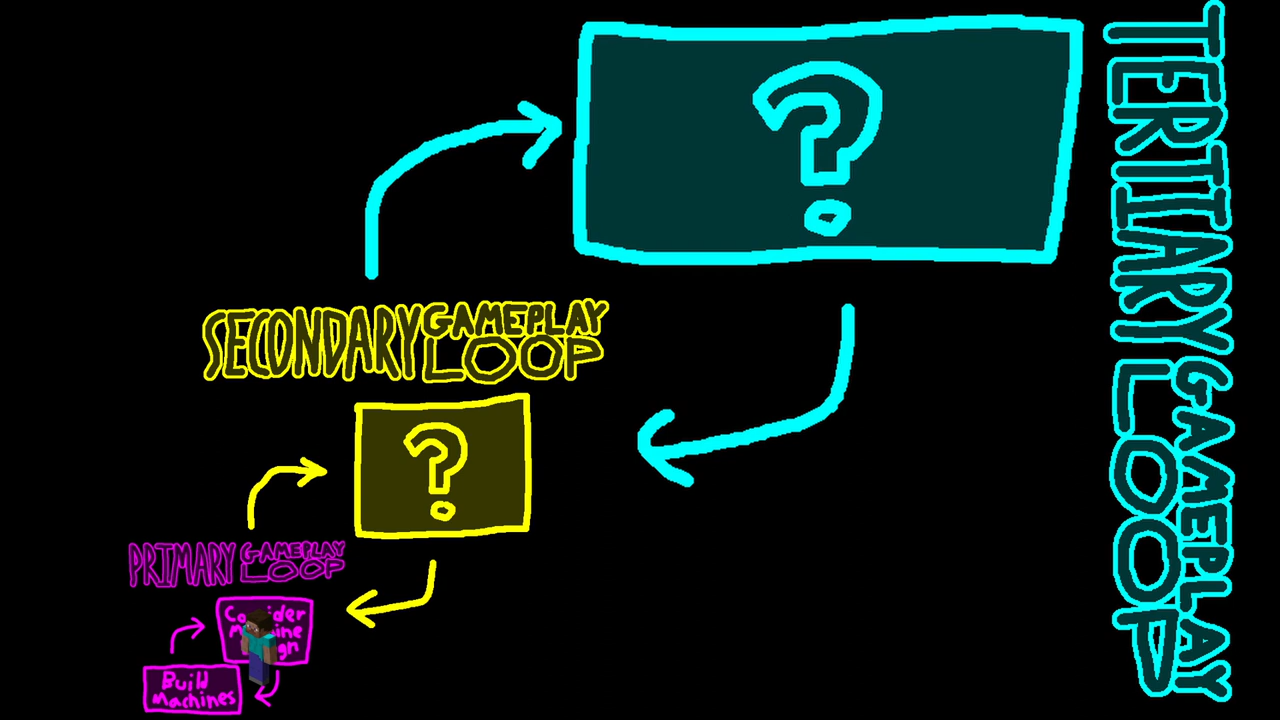 TERTIARY GAMEPLAY
LOOP
?
SECONDARY GAMEPLAY
LOOP
?
PRIMARY GAMEPLAY
LOOP
Build
Machines